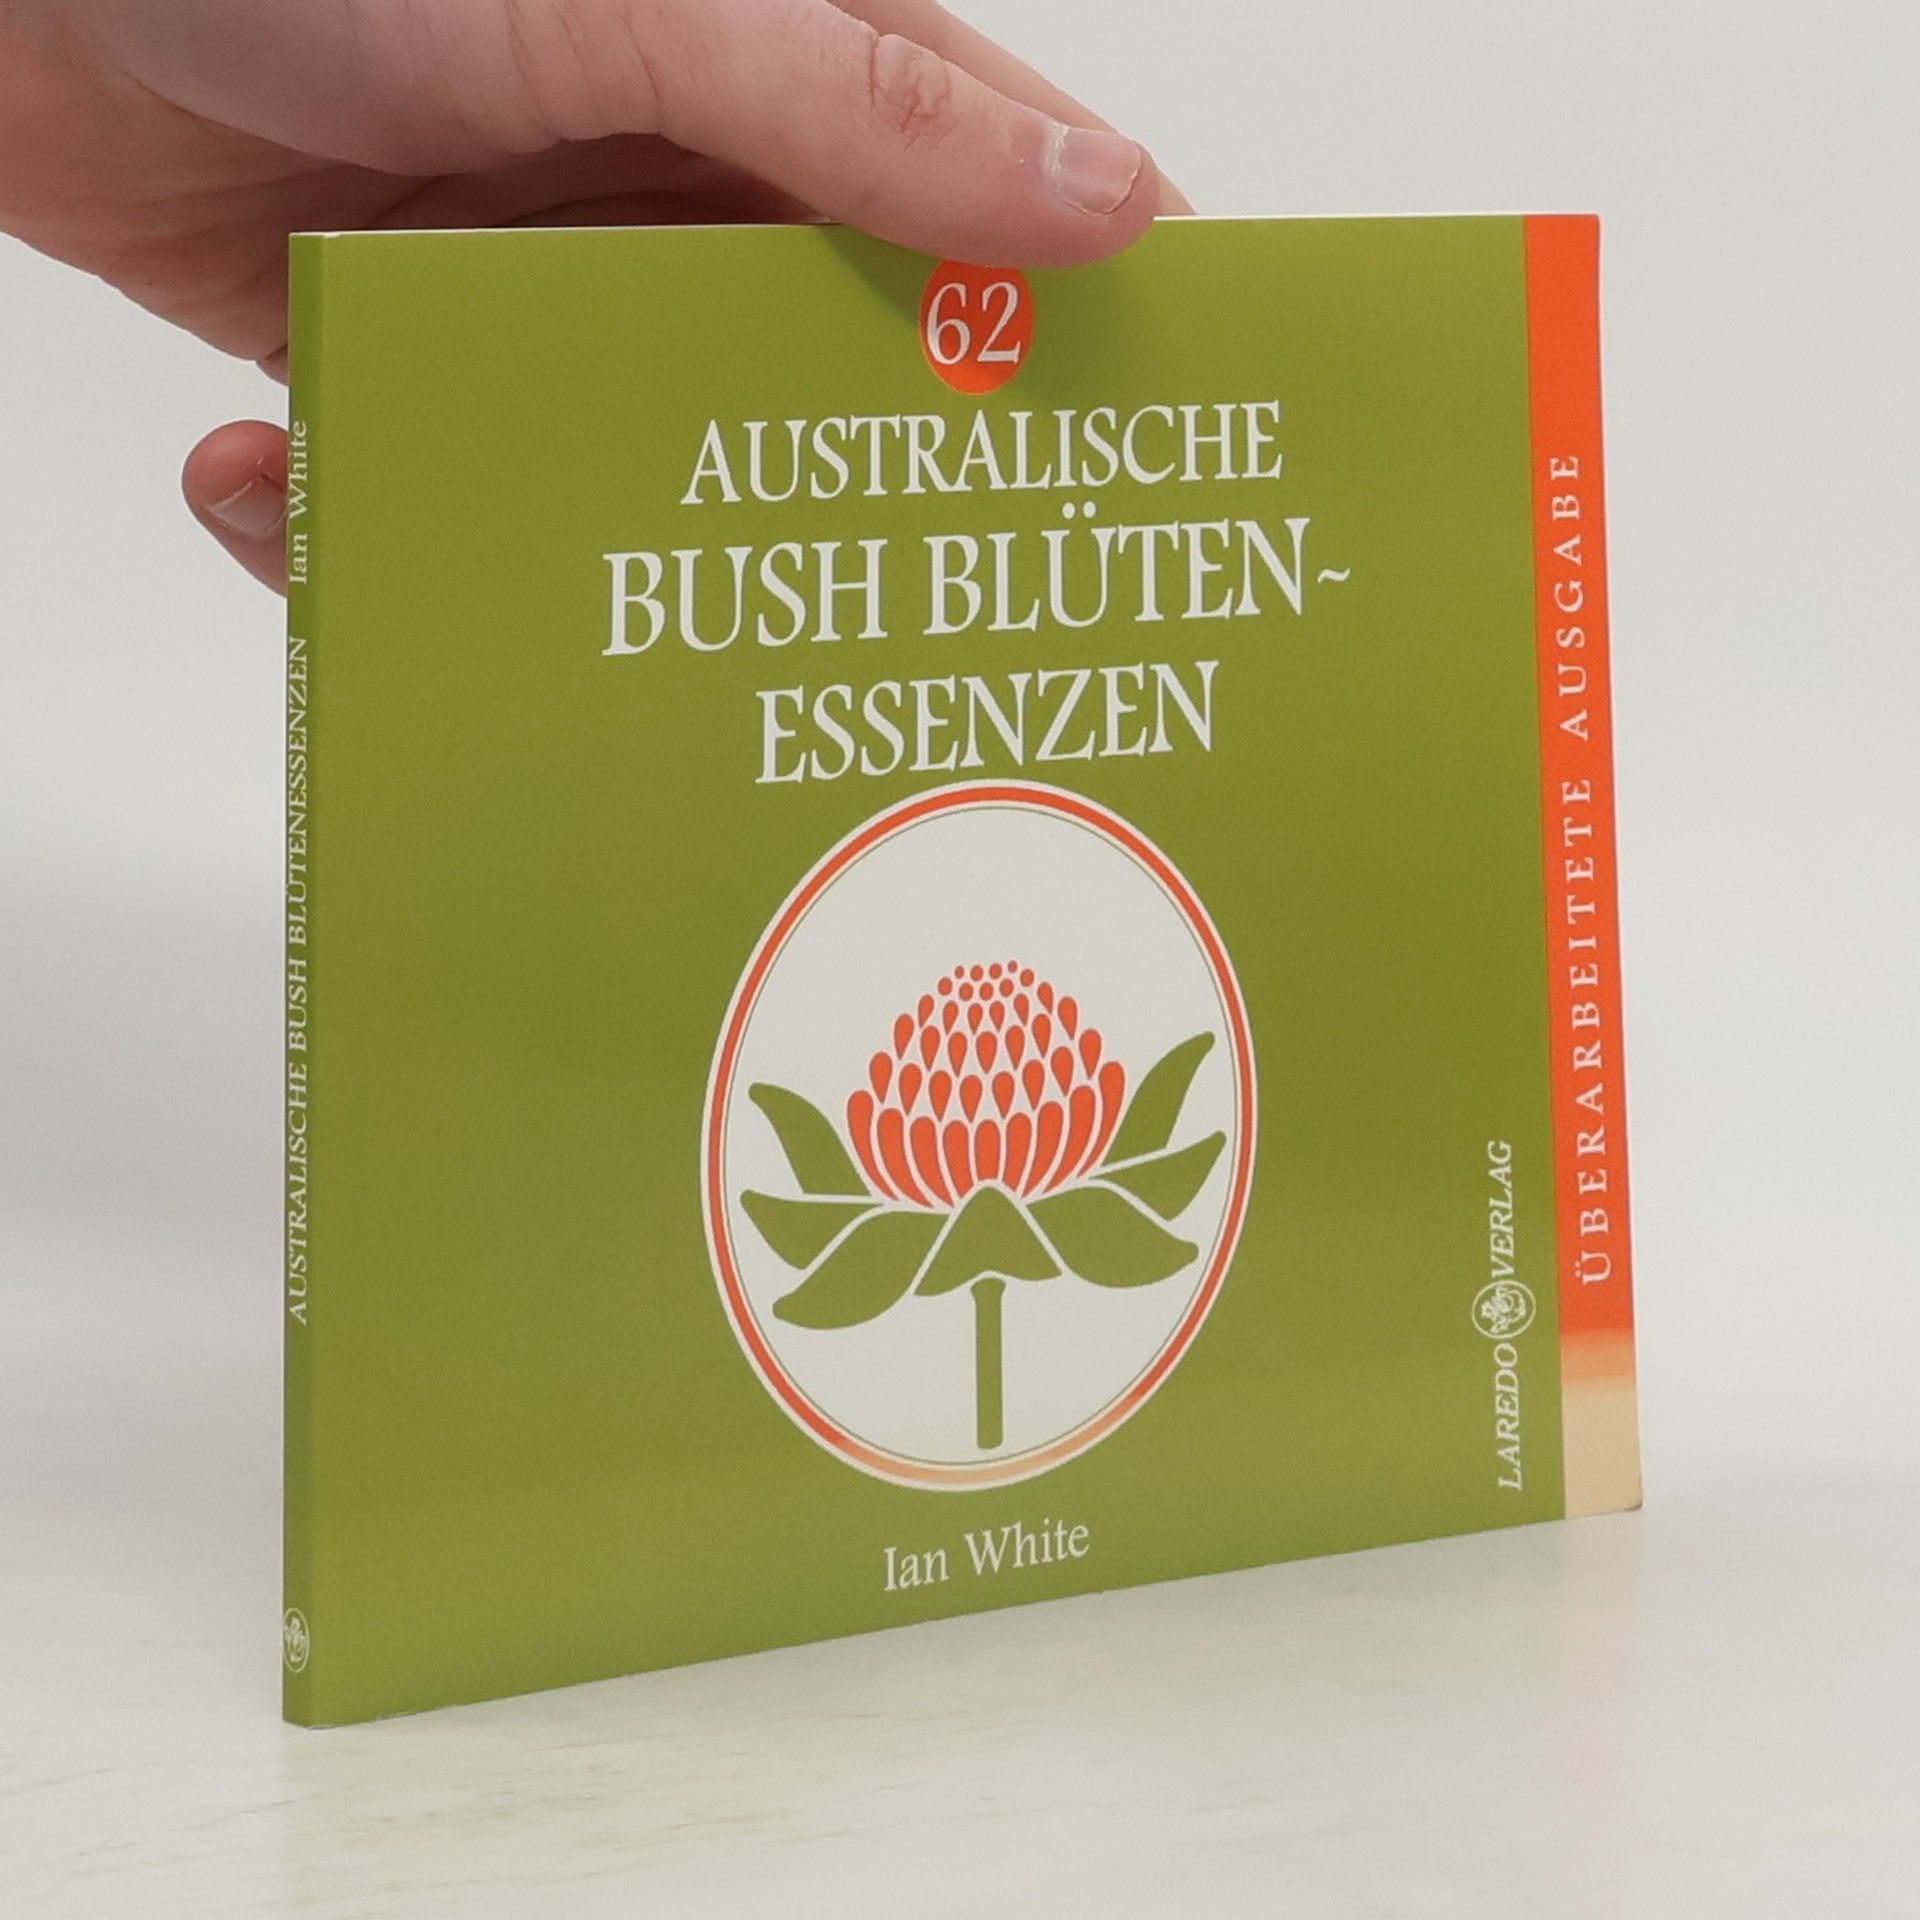 62
AUSTRALISCHE
BUSH BLÜTEN~
ESSENZEN
Ian White
LAREDO VERLAG
ÜBERARBEITETE AUSGABE
AUSTRALISCHE BUSH BLÜTENESSENZEN Ian White